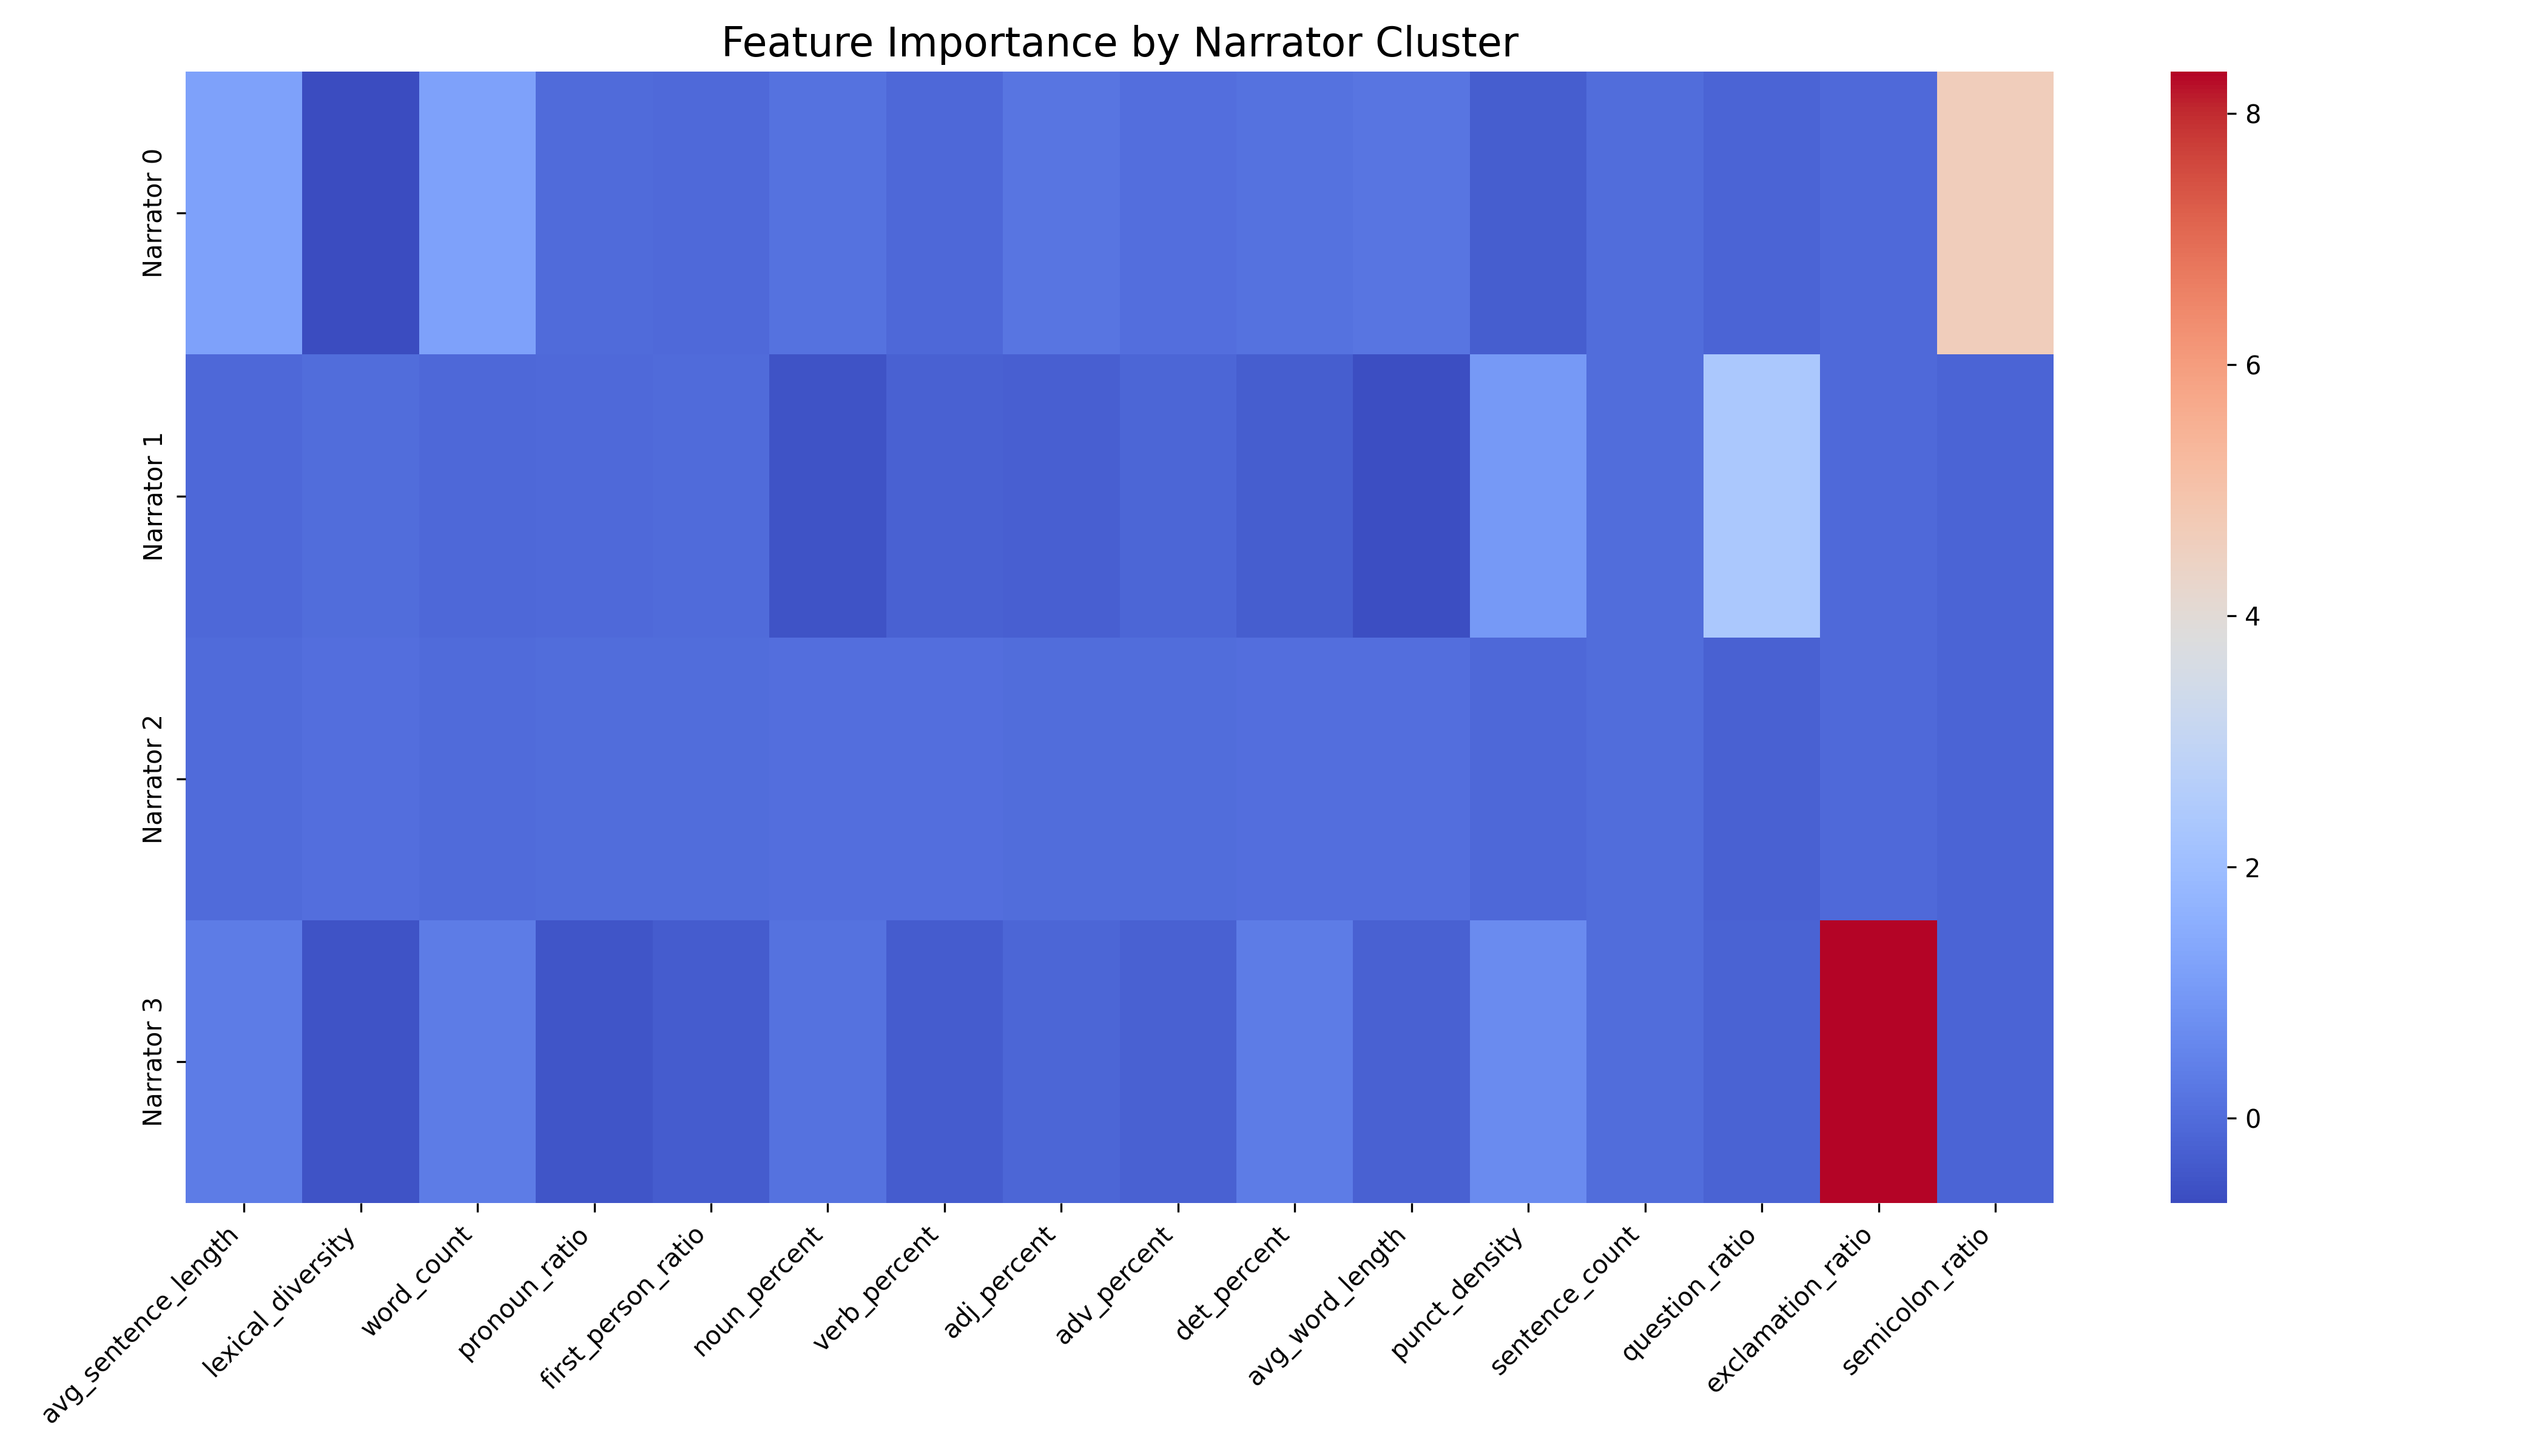 Feature Importance by Narrator Cluster
Narrator 0
Narrator 1
Narrator 2
Narrator 3
avg_sentence_length
lexical_diversity
word_count
pronoun_ratio
first_person_ratio
noun_percent
verb_percent
adj_percent
adv_percent
det_percent
avg_word_length
punct_density
sentence_count
question_ratio
exclamation_ratio
semicolon_ratio
8
6
4
2
0